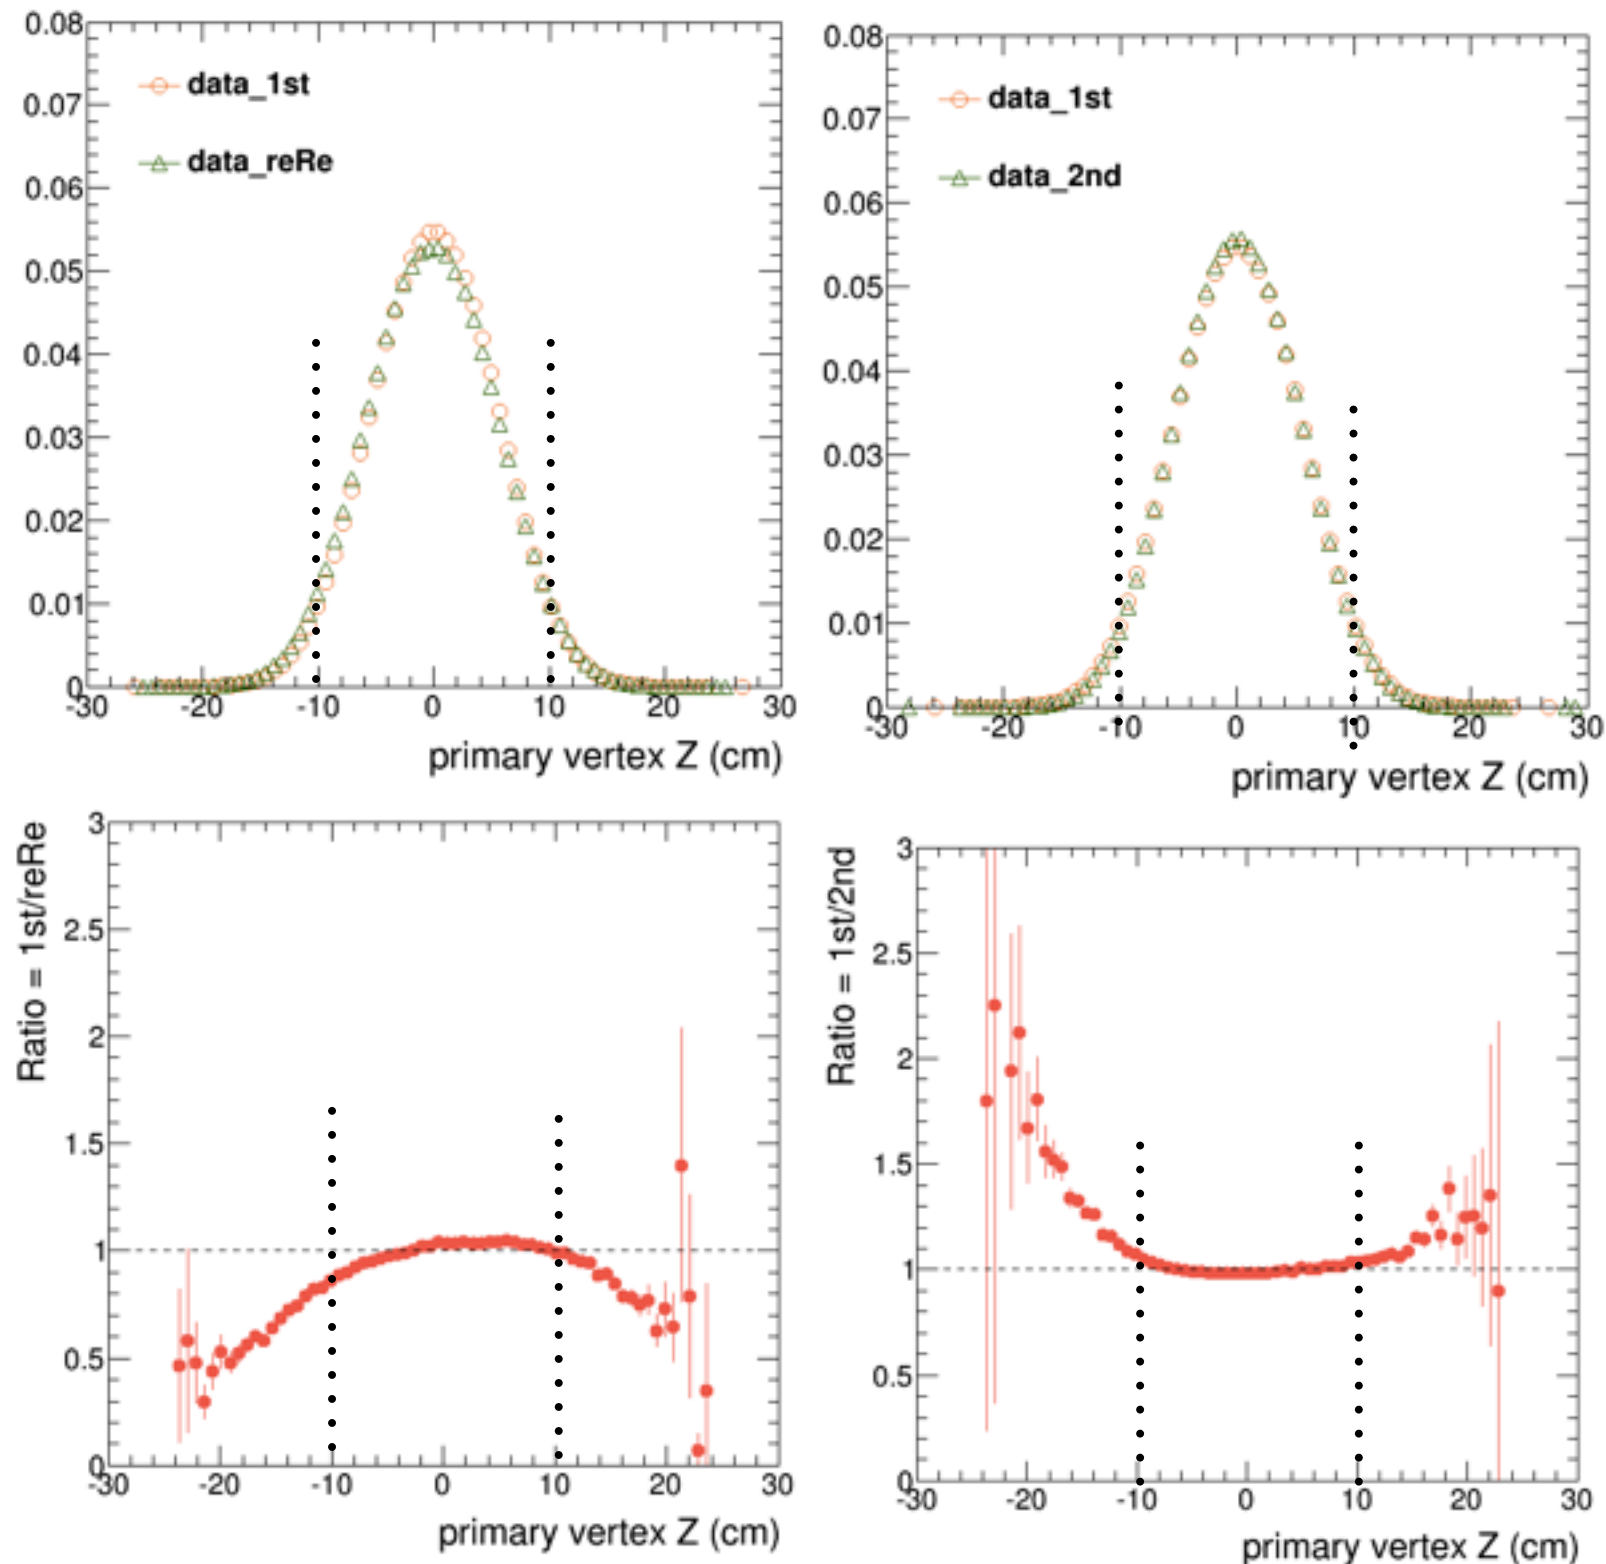 0.08
0.07
0.06
0.05
0.04
0.03
0.02
0.01
0
data_1st
data_reRe
-30 -20 -10 0 10 20 30
primary vertex Z (cm)
0.08
0.07
0.06
0.05
0.04
0.03
0.02
0.01
0
data_1st
data_2nd
-30 -20 -10 0 10 20 30
primary vertex Z (cm)
Ratio = 1st/reRe
3
2.5
2
1.5
1
0.5
0
-30 -20 -10 0 10 20 30
primary vertex Z (cm)
Ratio = 1st/2nd
3
2.5
2
1.5
1
0.5
0
-30 -20 -10 0 10 20 30
primary vertex Z (cm)